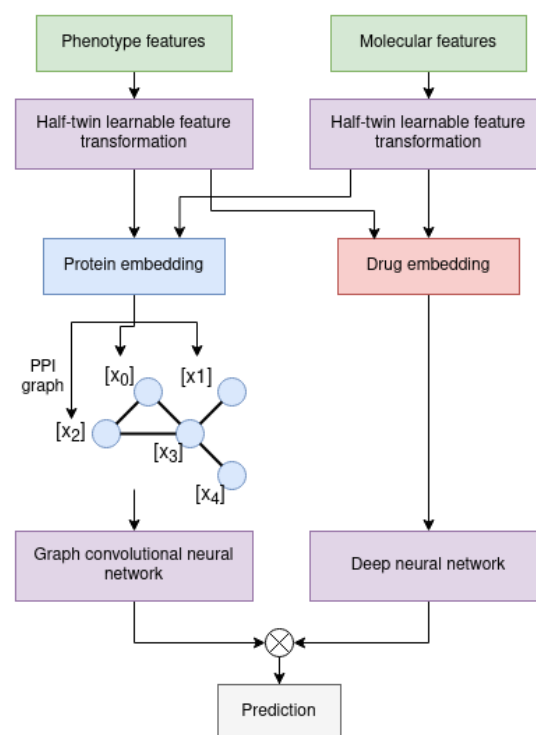 Phenotype features
Molecular features
Half-twin learnable feature
transformation
Half-twin learnable feature
transformation
Protein embedding
Drug embedding
PPI
graph
[x₀]
[x1]
[x₂]
[x₃]
[x₄]
Graph convolutional neural
network
Deep neural network
Prediction